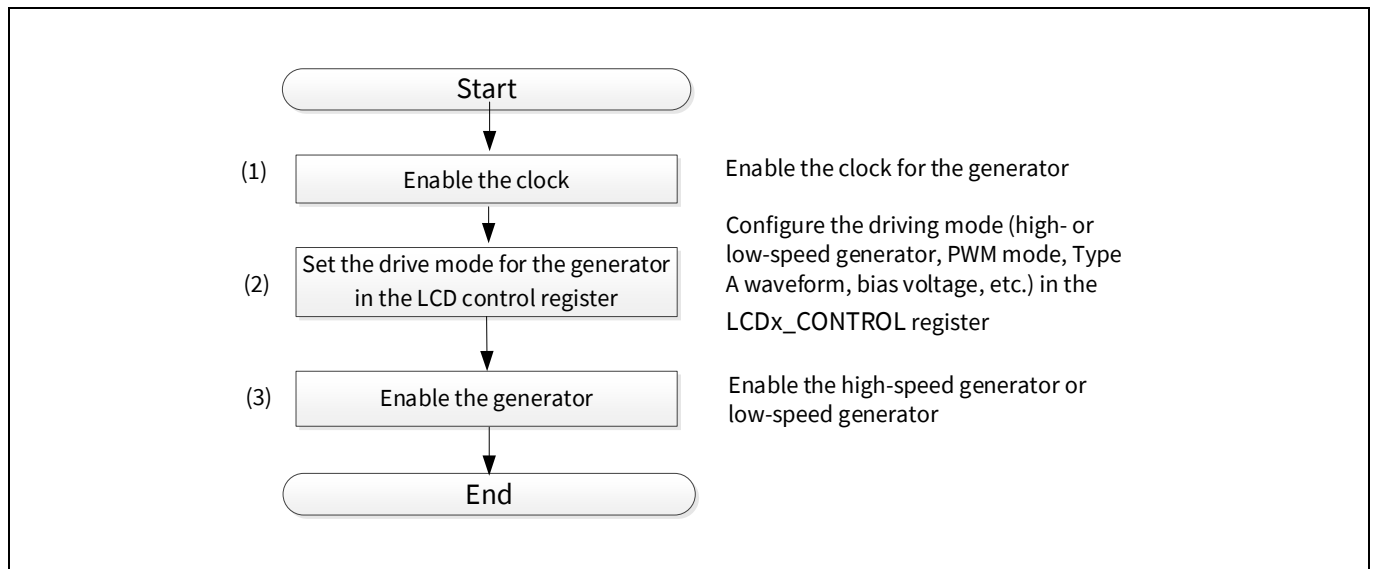 Start
(1)
Enable the clock
Enable the clock for the generator
(2)
Set the drive mode for the generator
in the LCD control register
Configure the driving mode (high- or
low-speed generator, PWM mode, Type
A waveform, bias voltage, etc.) in the
LCDx_CONTROL register
(3)
Enable the generator
Enable the high-speed generator or
low-speed generator
End